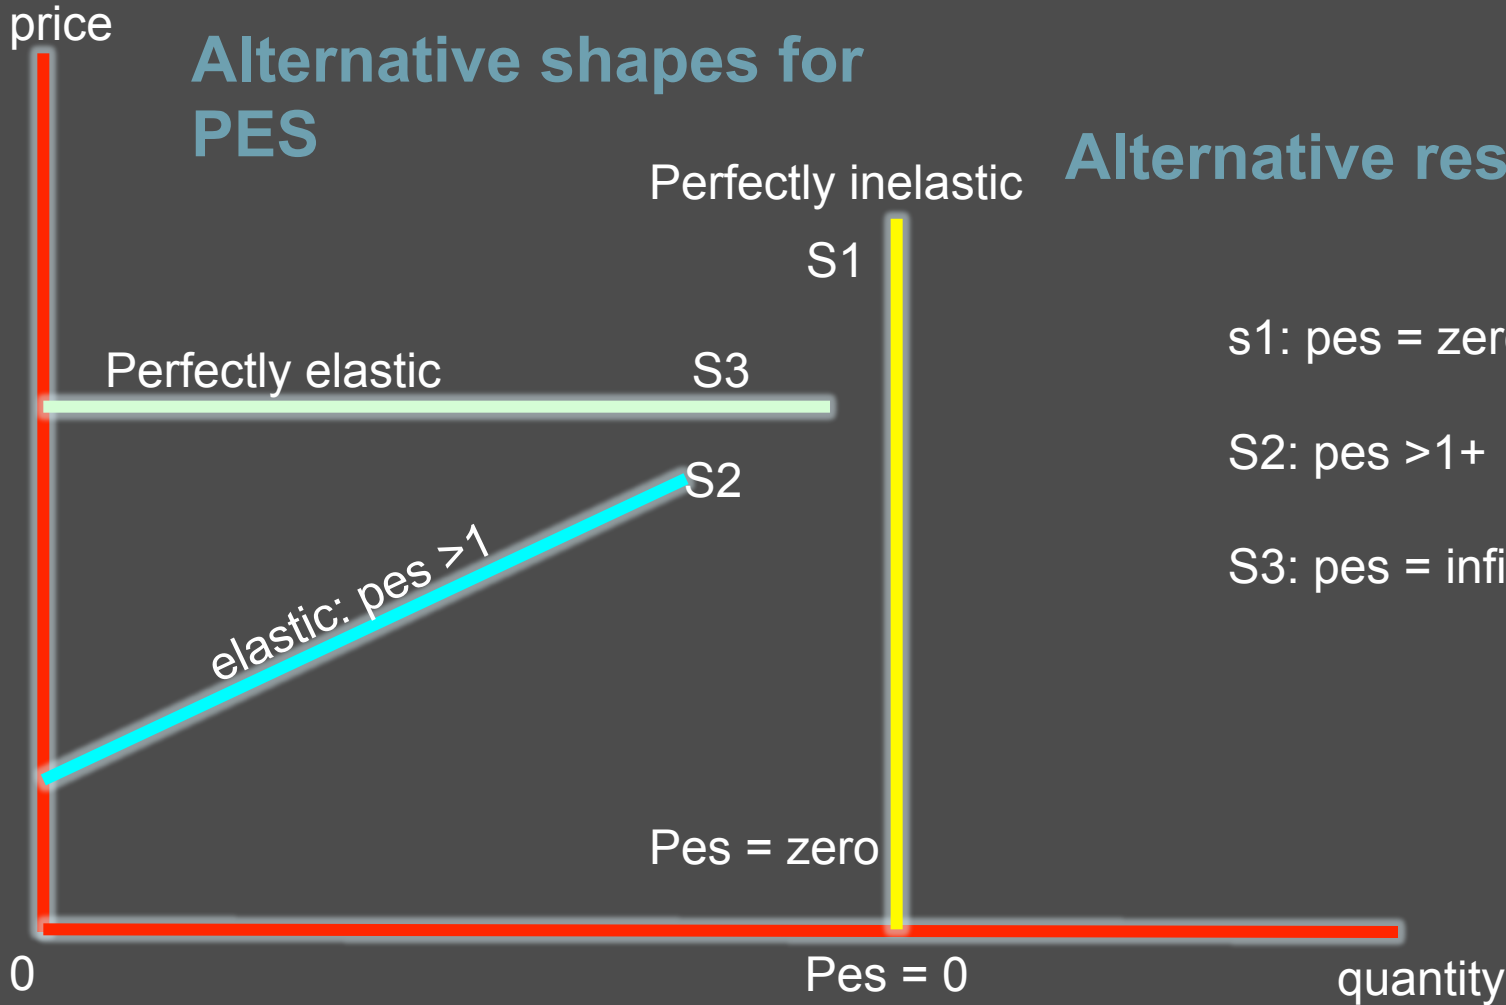 price
Alternative shapes for
PES
Perfectly inelastic
Alternative res
S1
s1: pes = zer
Perfectly elastic
S3
S2: pes >1+
S2
elastic: pes >1
S3: pes = infi
Pes = zero
0
Pes = 0
quantity